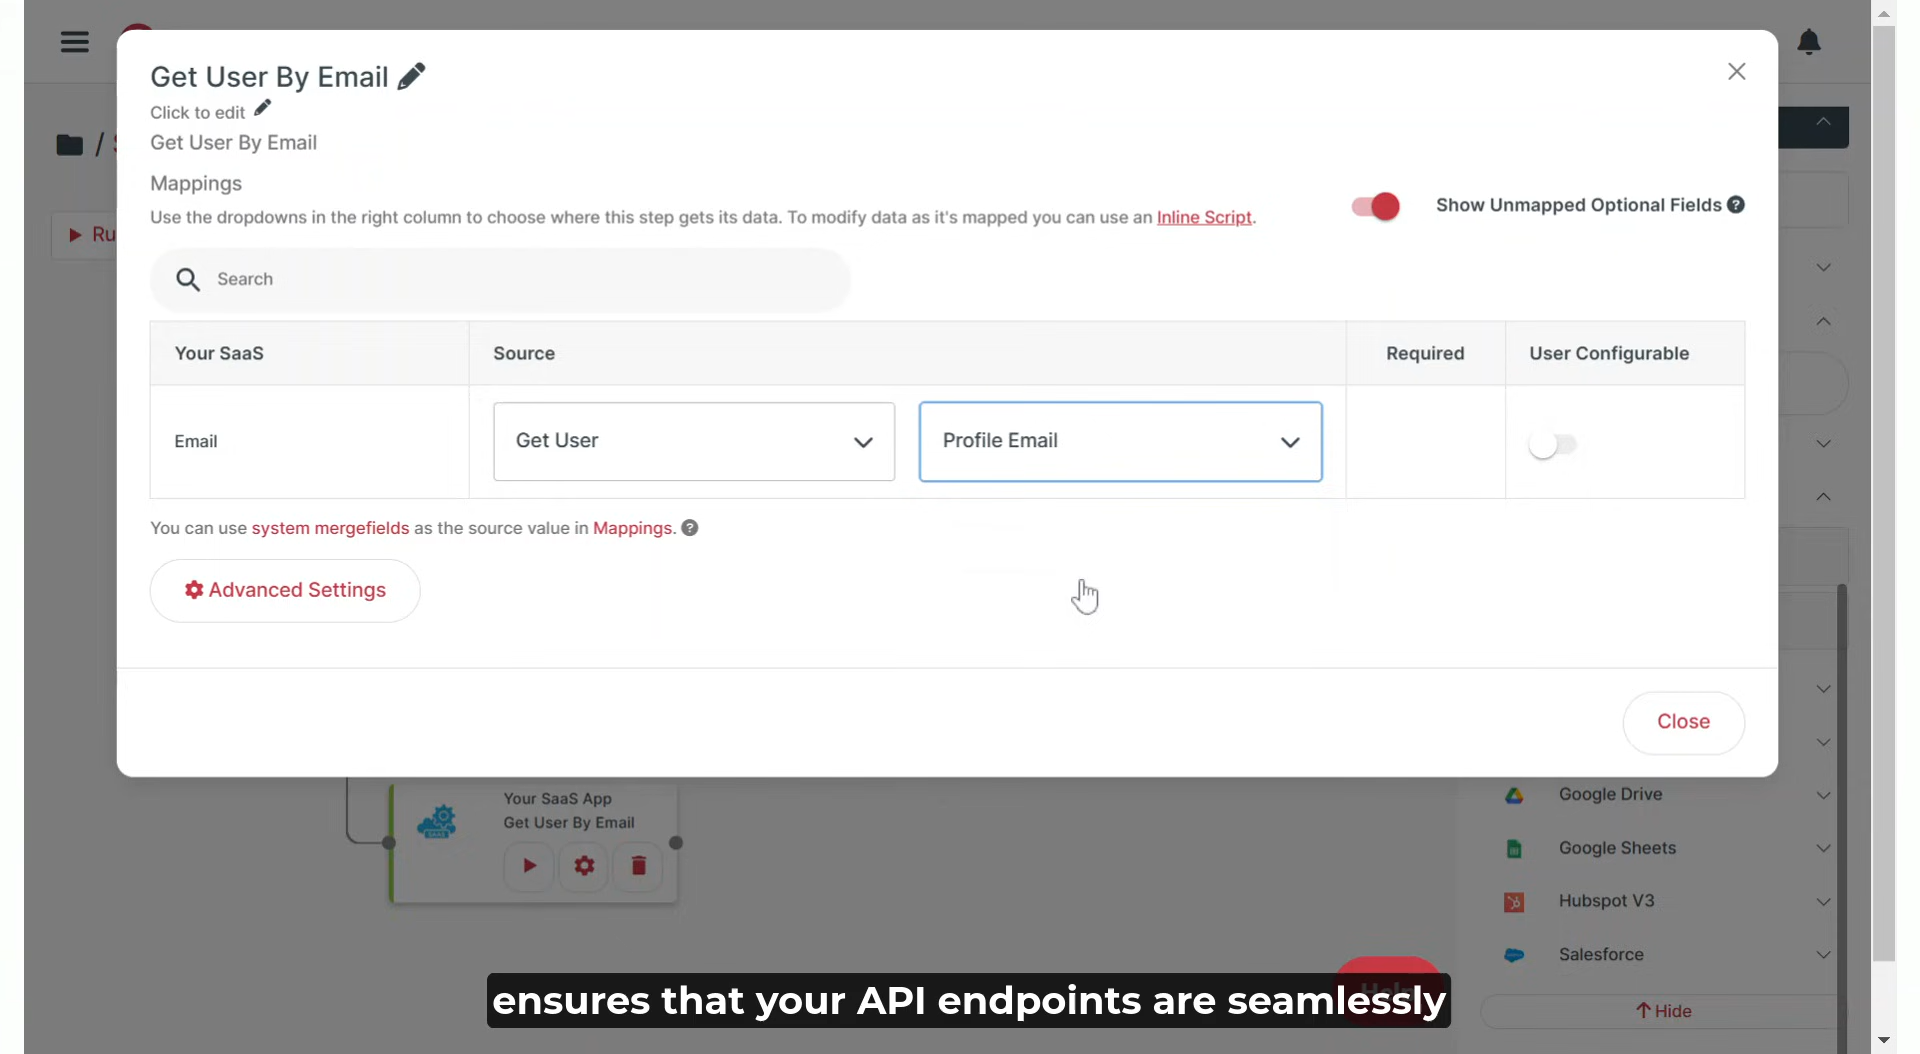 Get User By Email
Click to edit
Get User By Email
Mappings
Use the dropdowns in the right column to choose where this step gets its data. To modify data as it's mapped you can use an Inline Script.
Show Unmapped Optional Fields
Search
Your SaaS
Source
Required
User Configurable
Email
Get User
Profile Email
You can use system mergefields as the source value in Mappings.
Advanced Settings
Close
/
Your SaaS App
Get User By Email
Google Drive
Google Sheets
Hubspot V3
Salesforce
Hide
ensures that your API endpoints are seamlessly